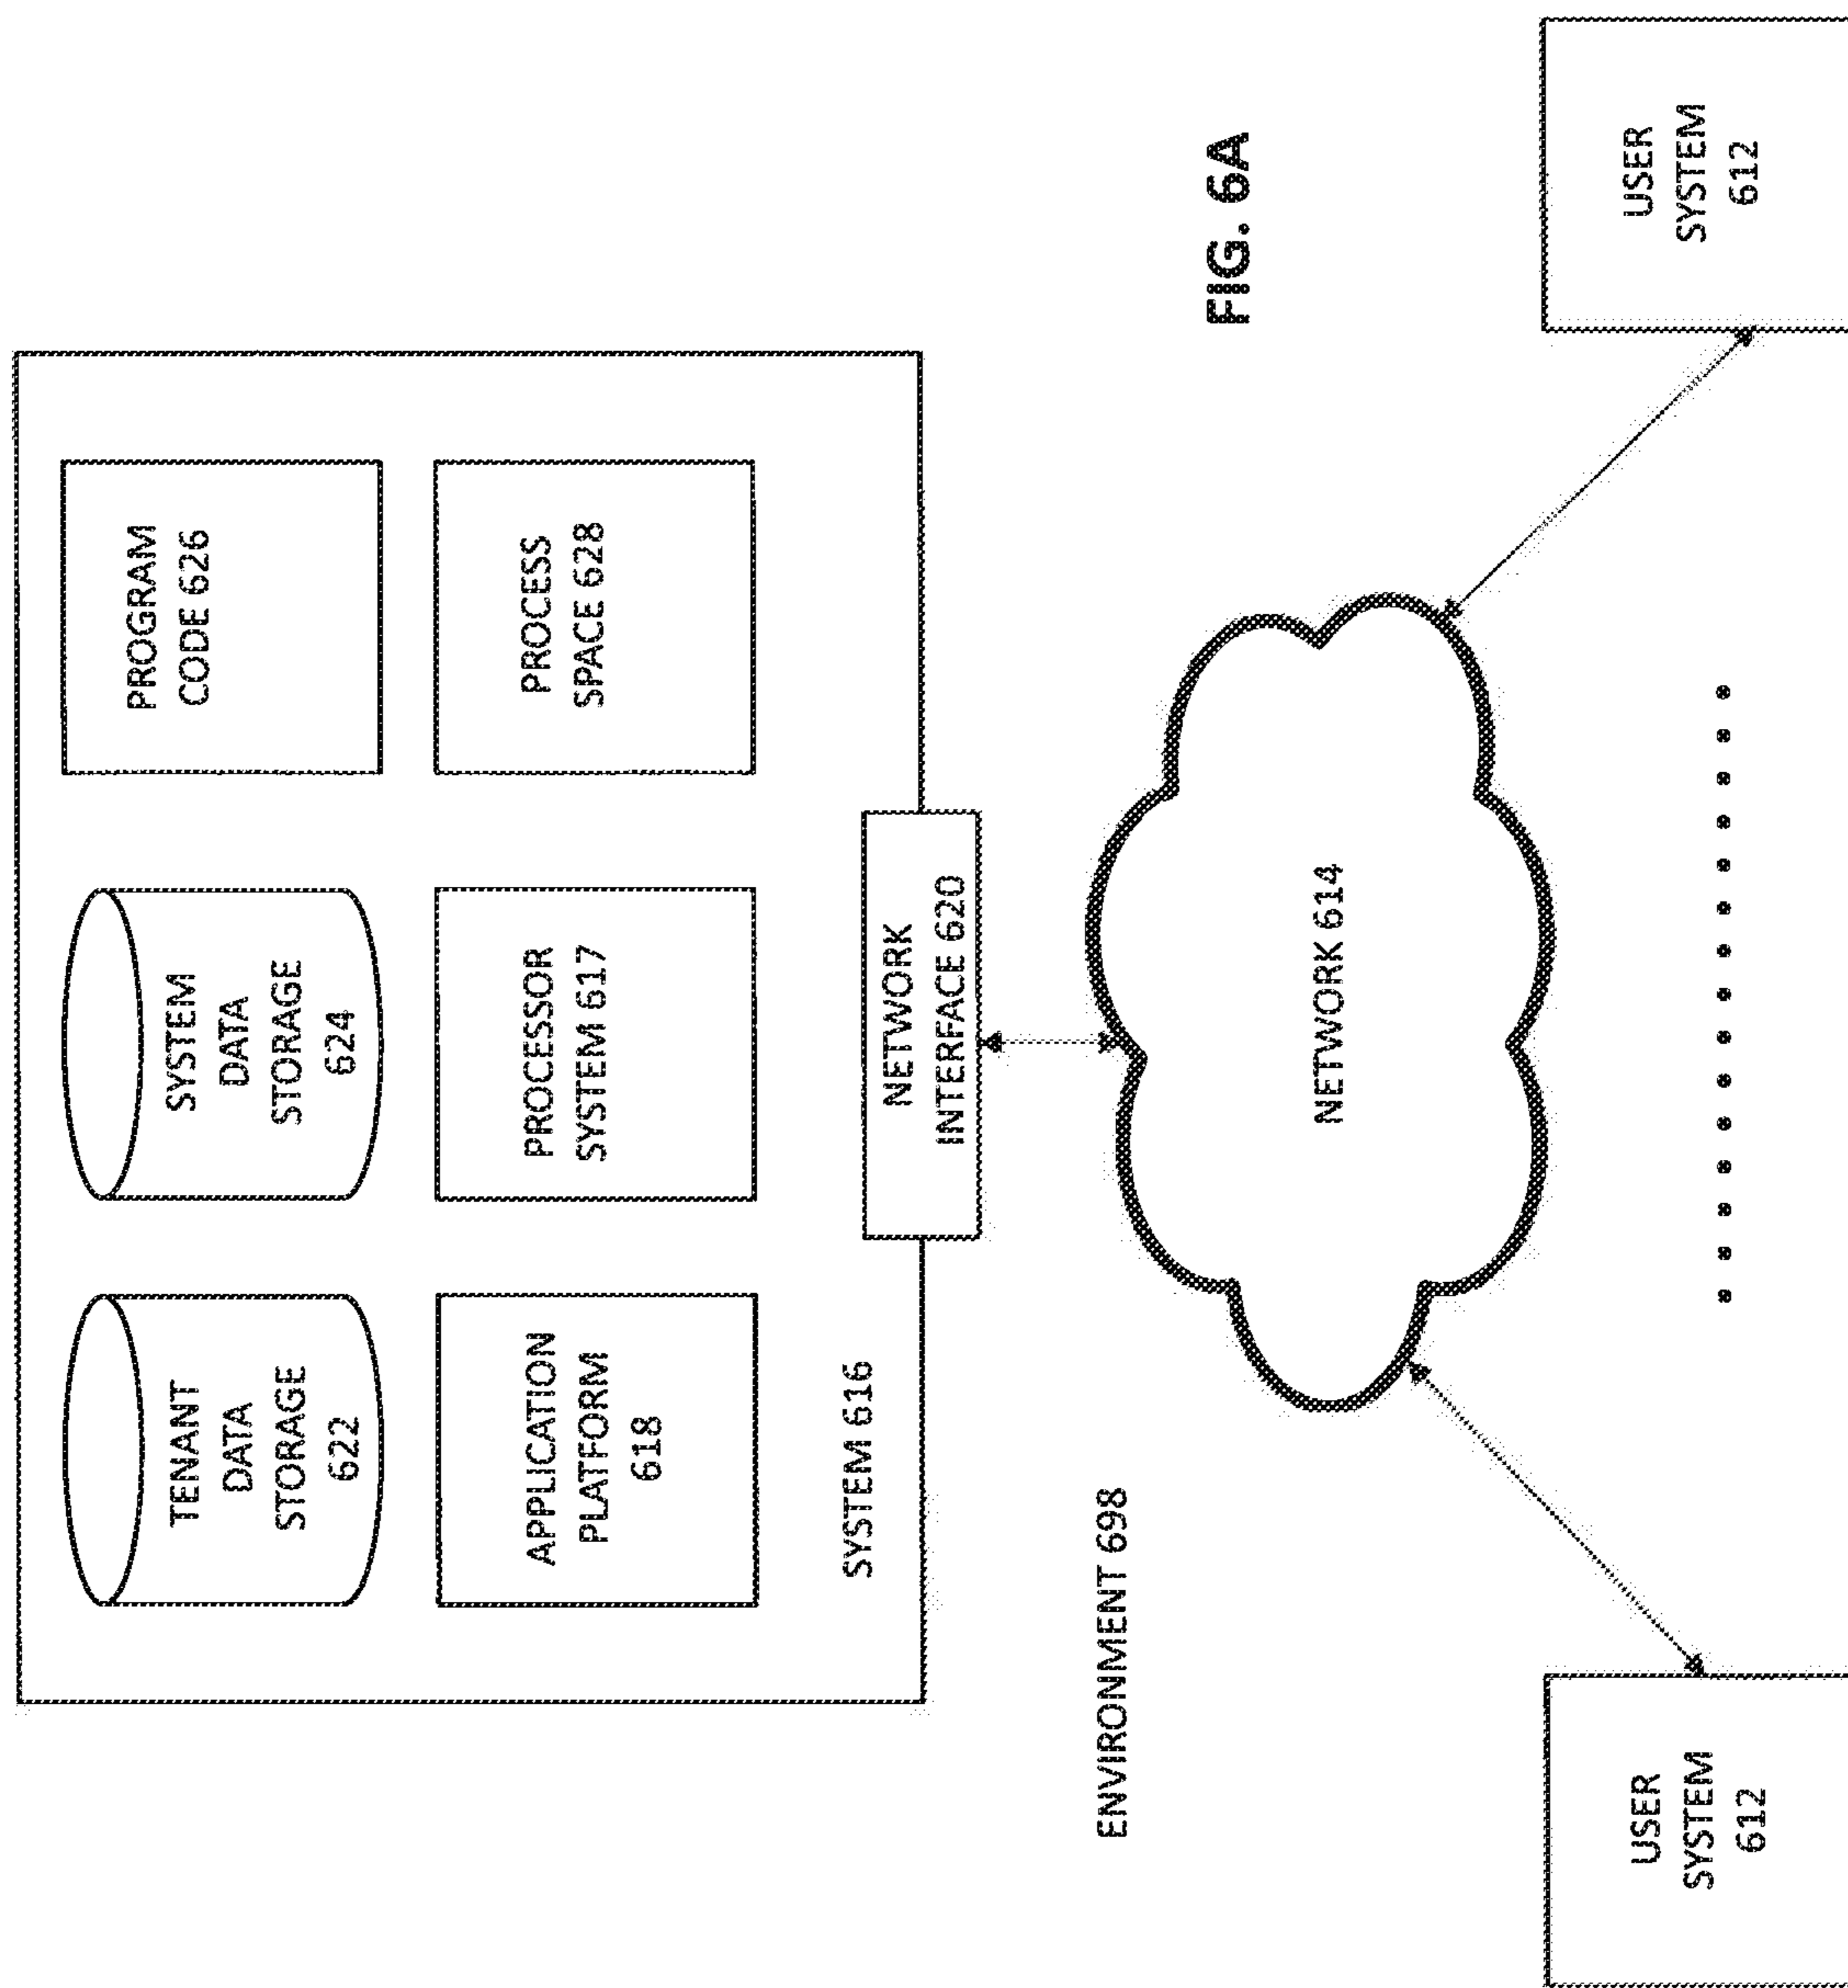 TENANT
DATA
STORAGE
622
SYSTEM
DATA
STORAGE
624
PROGRAM
CODE 626
APPLICATION
PLATFORM
618
PROCESSOR
SYSTEM 617
PROCESS
SPACE 628
SYSTEM 616
NETWORK
INTERFACE 620
ENVIRONMENT 698
NETWORK 614
FIG. 6A
USER
SYSTEM
612
USER
SYSTEM
612